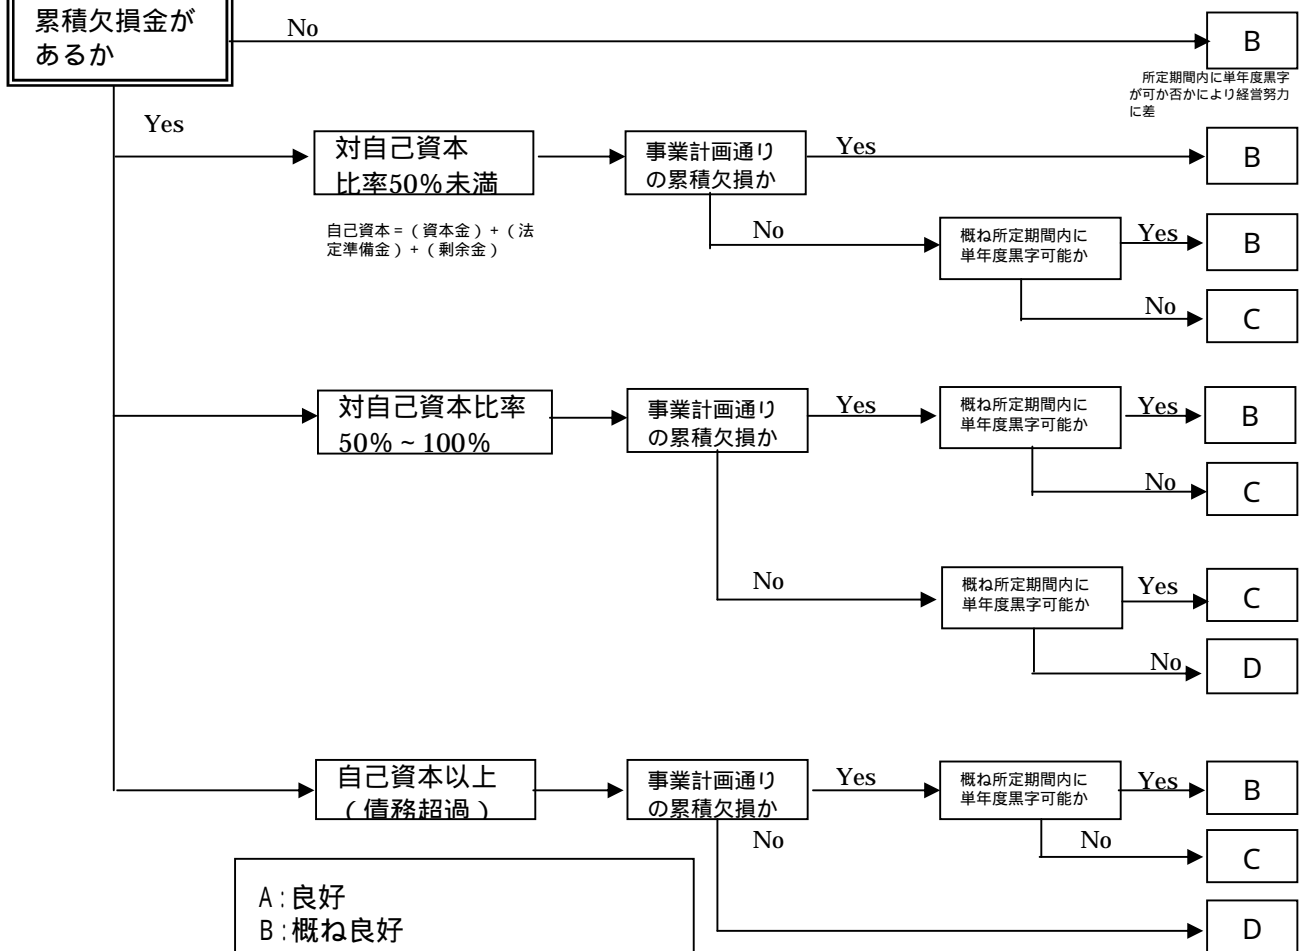 累積欠損金が
あるか
No
B
所定期間内に単年度黒字
が可か否かにより経営努力
に差
Yes
対自己資本
比率50%未満
事業計画通り
の累積欠損か
Yes
B
自己資本=(資本金)+(法
定準備金)+(剰余金)
No
概ね所定期間内に
単年度黒字可能か
Yes
B
No
C
対自己資本比率
50%~100%
事業計画通り
の累積欠損か
Yes
概ね所定期間内に
単年度黒字可能か
Yes
B
No
C
No
概ね所定期間内に
単年度黒字可能か
Yes
C
No
D
自己資本以上
(債務超過)
事業計画通り
の累積欠損か
Yes
概ね所定期間内に
単年度黒字可能か
Yes
B
No
No
C
D
A:良好
B:概ね良好